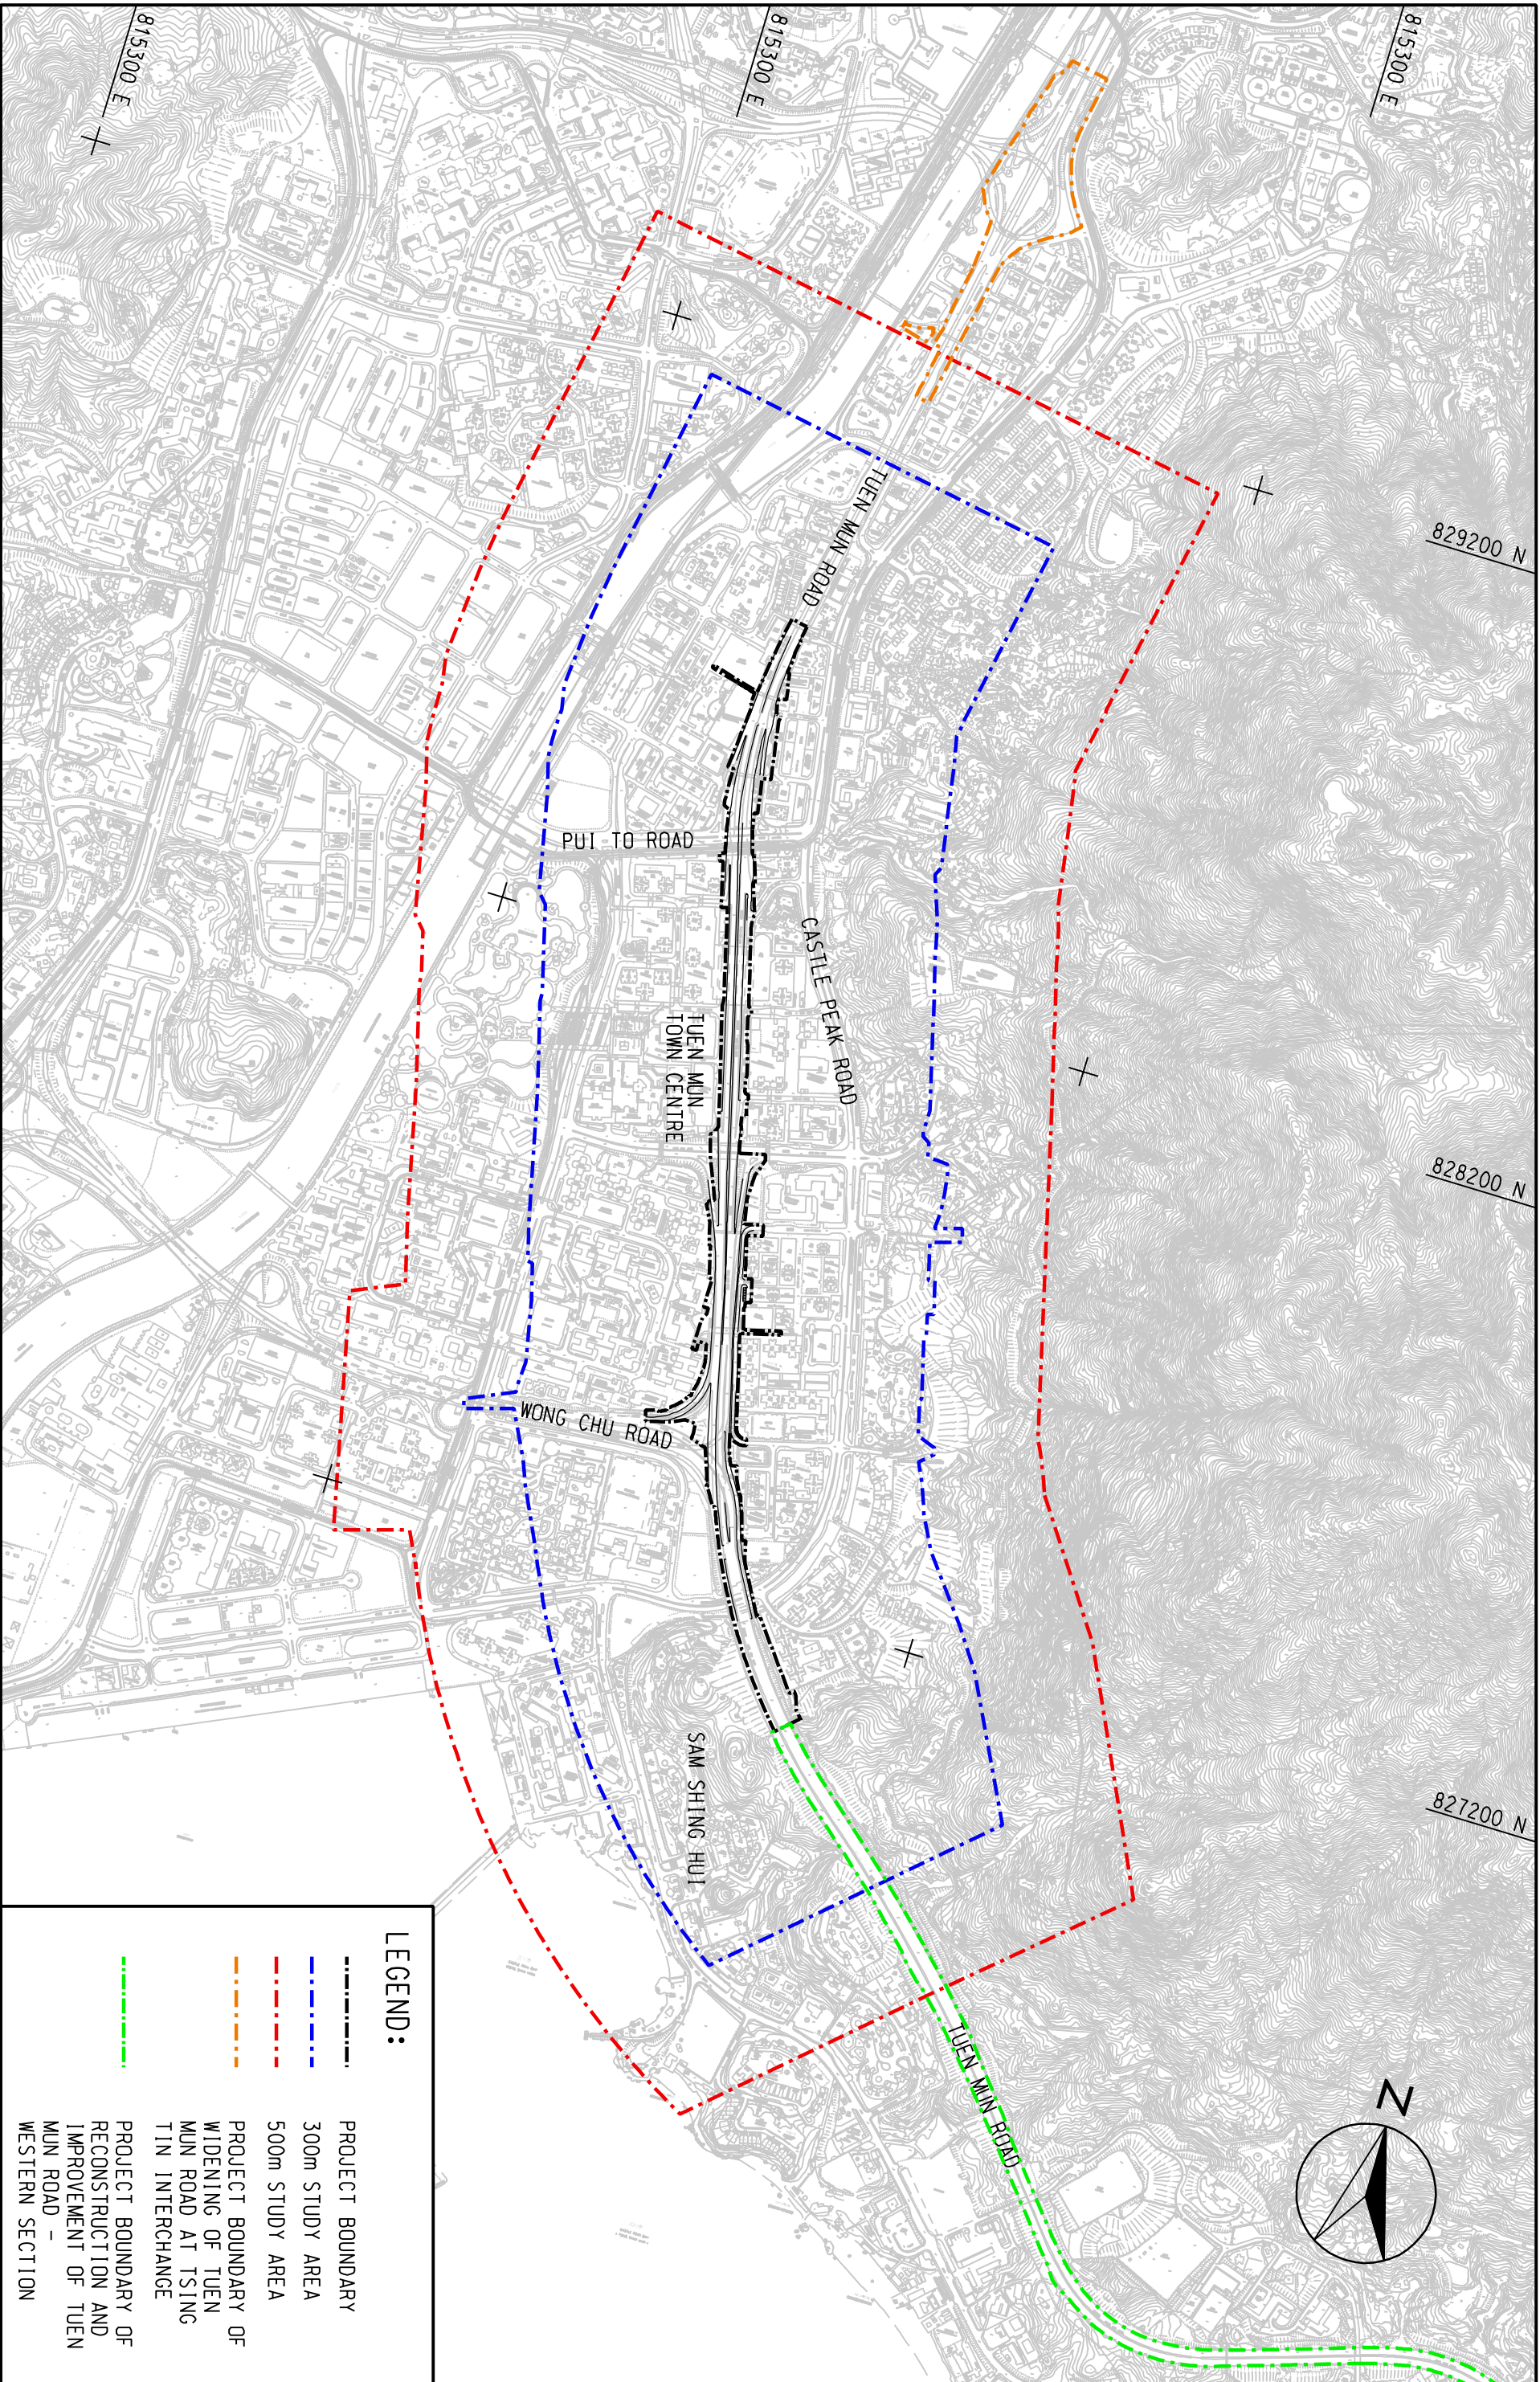 815300 E
815300 E
815300 E
829200 N
828200 N
827200 N
TUEN MUN ROAD
PUI TO ROAD
CASTLE PEAK ROAD
TUEN MUN
TOWN CENTRE
WONG CHU ROAD
SAM SHING HUI
TUEN MUN ROAD
N
LEGEND:
PROJECT BOUNDARY
300m STUDY AREA
500m STUDY AREA
PROJECT BOUNDARY OF
WIDENING OF TUEN
MUN ROAD AT TSING
TIN INTERCHANGE
PROJECT BOUNDARY OF
RECONSTRUCTION AND
IMPROVEMENT OF TUEN
MUN ROAD -
WESTERN SECTION